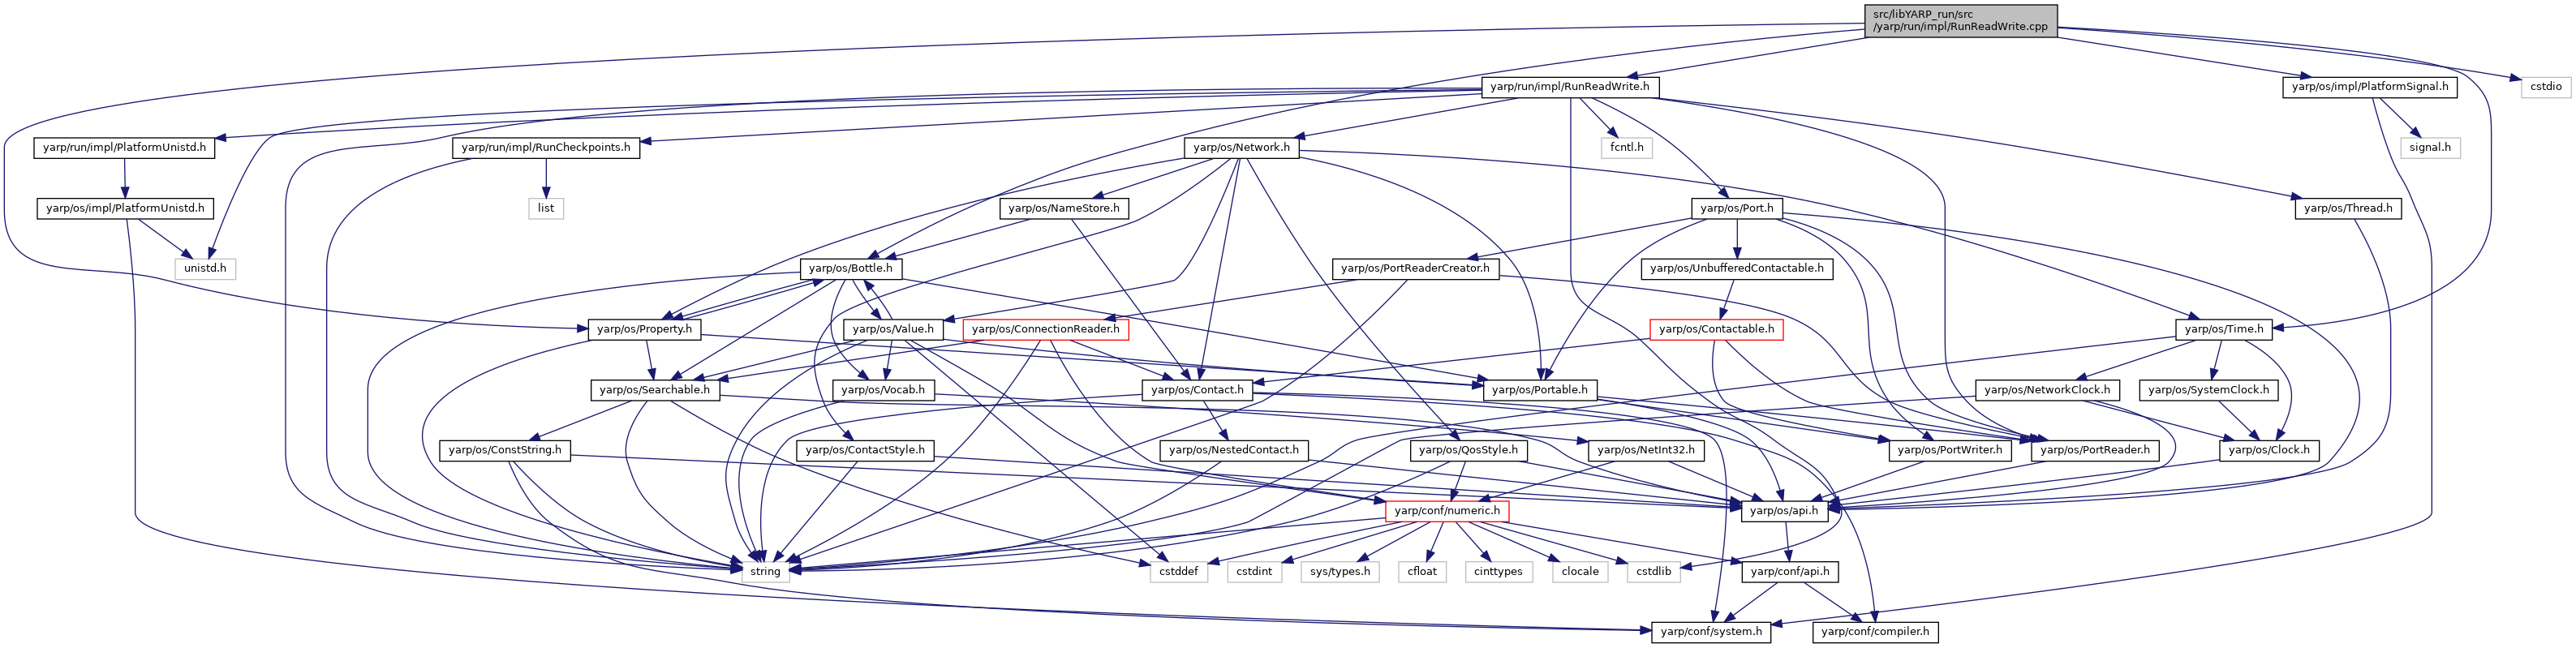 src/libYARP_run/src
/yarp/run/impl/RunReadWrite.cpp
yarp/run/impl/RunReadWrite.h
yarp/os/impl/PlatformSignal.h
cstdio
yarp/run/impl/PlatformUnistd.h
yarp/run/impl/RunCheckpoints.h
yarp/os/Network.h
fcntl.h
signal.h
yarp/os/impl/PlatformUnistd.h
list
yarp/os/NameStore.h
yarp/os/Port.h
yarp/os/Thread.h
unistd.h
yarp/os/Bottle.h
yarp/os/PortReaderCreator.h
yarp/os/UnbufferedContactable.h
yarp/os/Property.h
yarp/os/Value.h
yarp/os/ConnectionReader.h
yarp/os/Contactable.h
yarp/os/Time.h
yarp/os/Searchable.h
yarp/os/Vocab.h
yarp/os/Contact.h
yarp/os/Portable.h
yarp/os/NetworkClock.h
yarp/os/SystemClock.h
yarp/os/ConstString.h
yarp/os/ContactStyle.h
yarp/os/NestedContact.h
yarp/os/QosStyle.h
yarp/os/NetInt32.h
yarp/os/PortWriter.h
yarp/os/PortReader.h
yarp/os/Clock.h
yarp/conf/numeric.h
yarp/os/api.h
string
cstddef
cstdint
sys/types.h
cfloat
cinttypes
clocale
cstdlib
yarp/conf/api.h
yarp/conf/system.h
yarp/conf/compiler.h